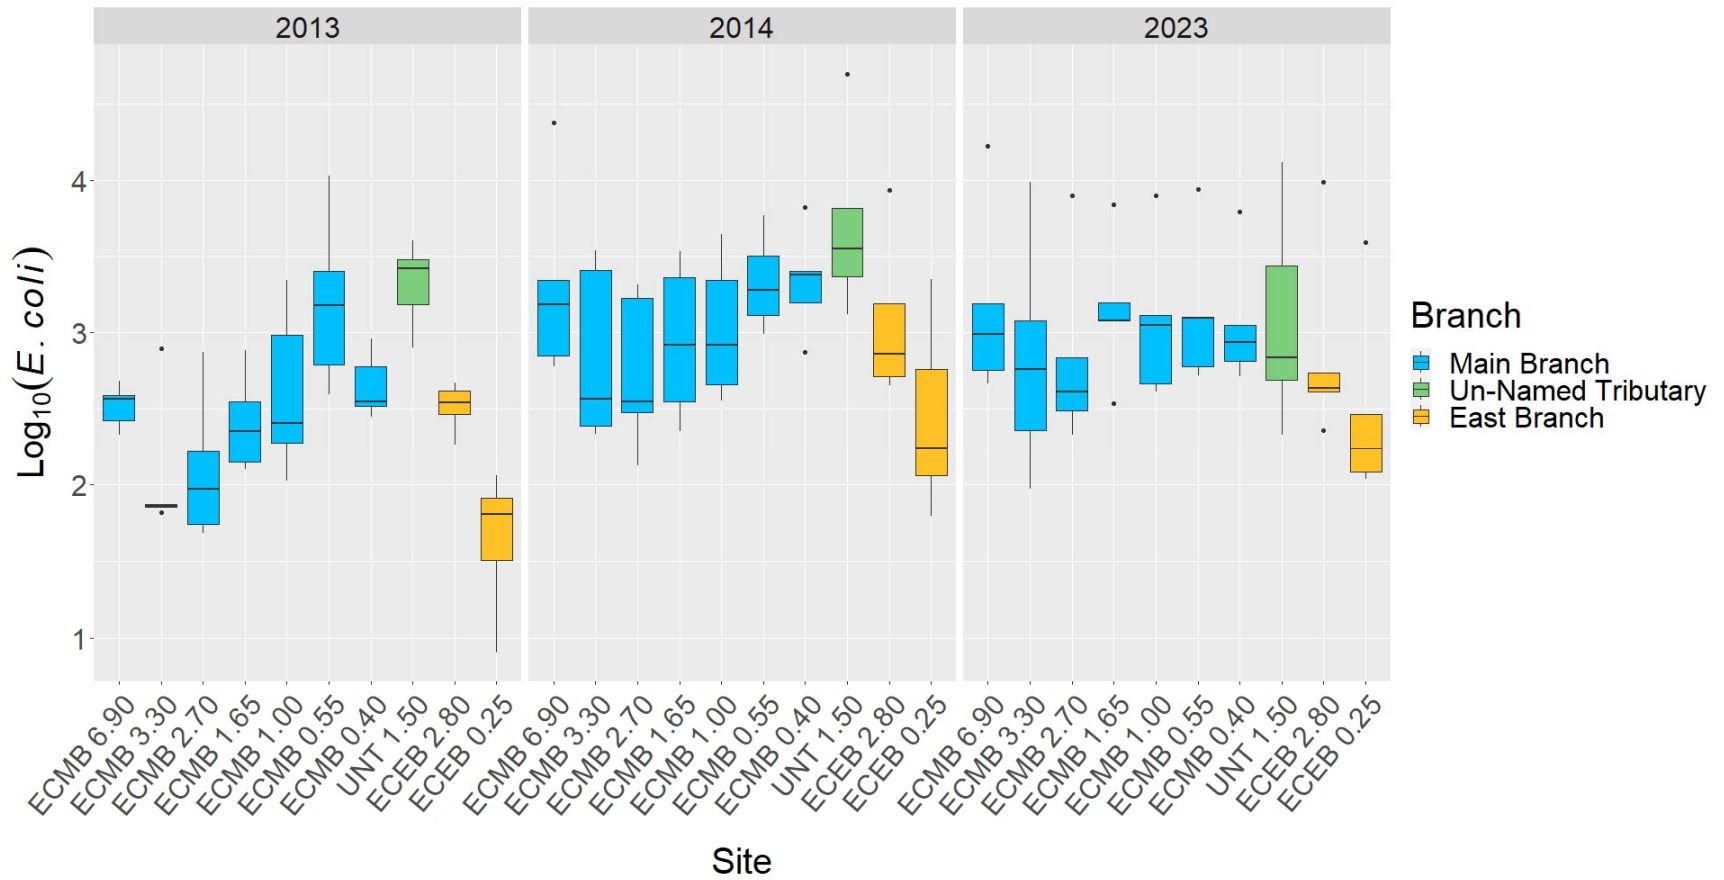 2013 2014 2023
Log10(E. coli)
4
3
2
1
ECMB 6.90
ECMB 3.30
ECMB 2.70
ECMB 1.65
ECMB 1.00
ECMB 0.55
ECMB 0.40
UNT 1.50
ECEB 2.80
ECEB 0.25
ECMB 6.90
ECMB 3.30
ECMB 2.70
ECMB 1.65
ECMB 1.00
ECMB 0.55
ECMB 0.40
UNT 1.50
ECEB 2.80
ECEB 0.25
ECMB 6.90
ECMB 3.30
ECMB 2.70
ECMB 1.65
ECMB 1.00
ECMB 0.55
ECMB 0.40
UNT 1.50
ECEB 2.80
ECEB 0.25
Site
Branch
Main Branch
Un-Named Tributary
East Branch